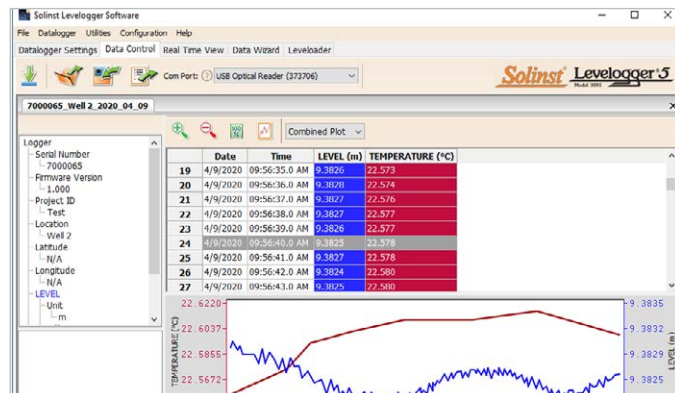 Solinst Levelogger Software
File Datalogger Utilities Configuration Help
Datalogger Settings Data Control Real Time View Data Wizard Leveloader
Com Port: ? USB Optical Reader (373706)
Solinst Levelogger 5
Model 3001
7000065_Well 2_2020_04_09 x
100 % Combined Plot
Logger
Serial Number
7000065
Firmware Version
1.000
Project ID
Test
Location
Well 2
Latitude
N/A
Longitude
N/A
LEVEL
Unit
m
Date Time LEVEL (m) TEMPERATURE (°C)
19 4/9/2020 09:56:35.0 AM 9.3826 22.573
20 4/9/2020 09:56:36.0 AM 9.3828 22.574
21 4/9/2020 09:56:37.0 AM 9.3827 22.576
22 4/9/2020 09:56:38.0 AM 9.3827 22.577
23 4/9/2020 09:56:39.0 AM 9.3826 22.577
24 4/9/2020 09:56:40.0 AM 9.3825 22.578
25 4/9/2020 09:56:41.0 AM 9.3827 22.578
26 4/9/2020 09:56:42.0 AM 9.3824 22.580
27 4/9/2020 09:56:43.0 AM 9.3825 22.580
TEMPERATURE (°C)
22.6220
22.6037
22.5855
22.5672
9.3835
9.3832
9.3829
9.3825
LEVEL (m)